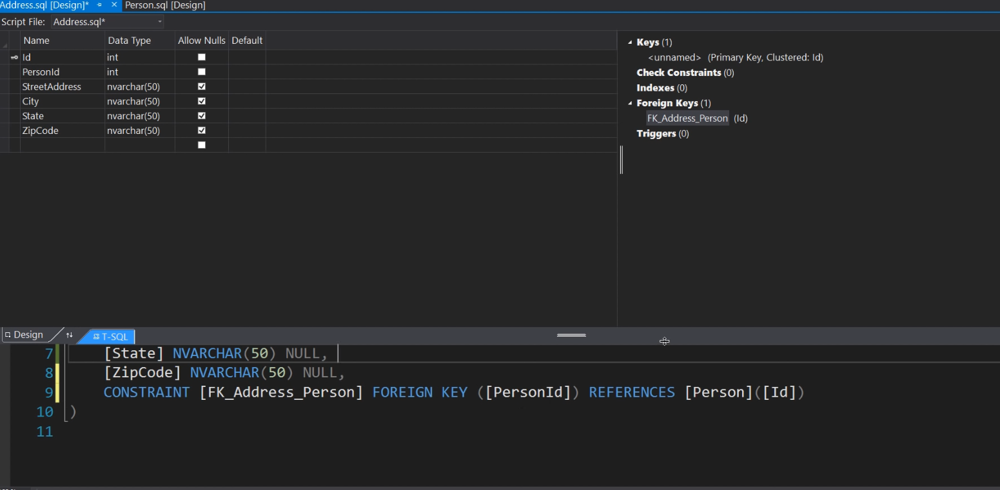 Address.sql [Design]* Person.sql [Design]
Script File: Address.sql*
Name Data Type Allow Nulls Default
Id int
PersonId int
StreetAddress nvarchar(50)
City nvarchar(50)
State nvarchar(50)
ZipCode nvarchar(50)
Keys (1)
<unnamed> (Primary Key, Clustered: Id)
Check Constraints (0)
Indexes (0)
Foreign Keys (1)
FK_Address_Person (Id)
Triggers (0)
Design T-SQL
7 [State] NVARCHAR(50) NULL,
8 [ZipCode] NVARCHAR(50) NULL,
9 CONSTRAINT [FK_Address_Person] FOREIGN KEY ([PersonId]) REFERENCES [Person]([Id])
10 )
11